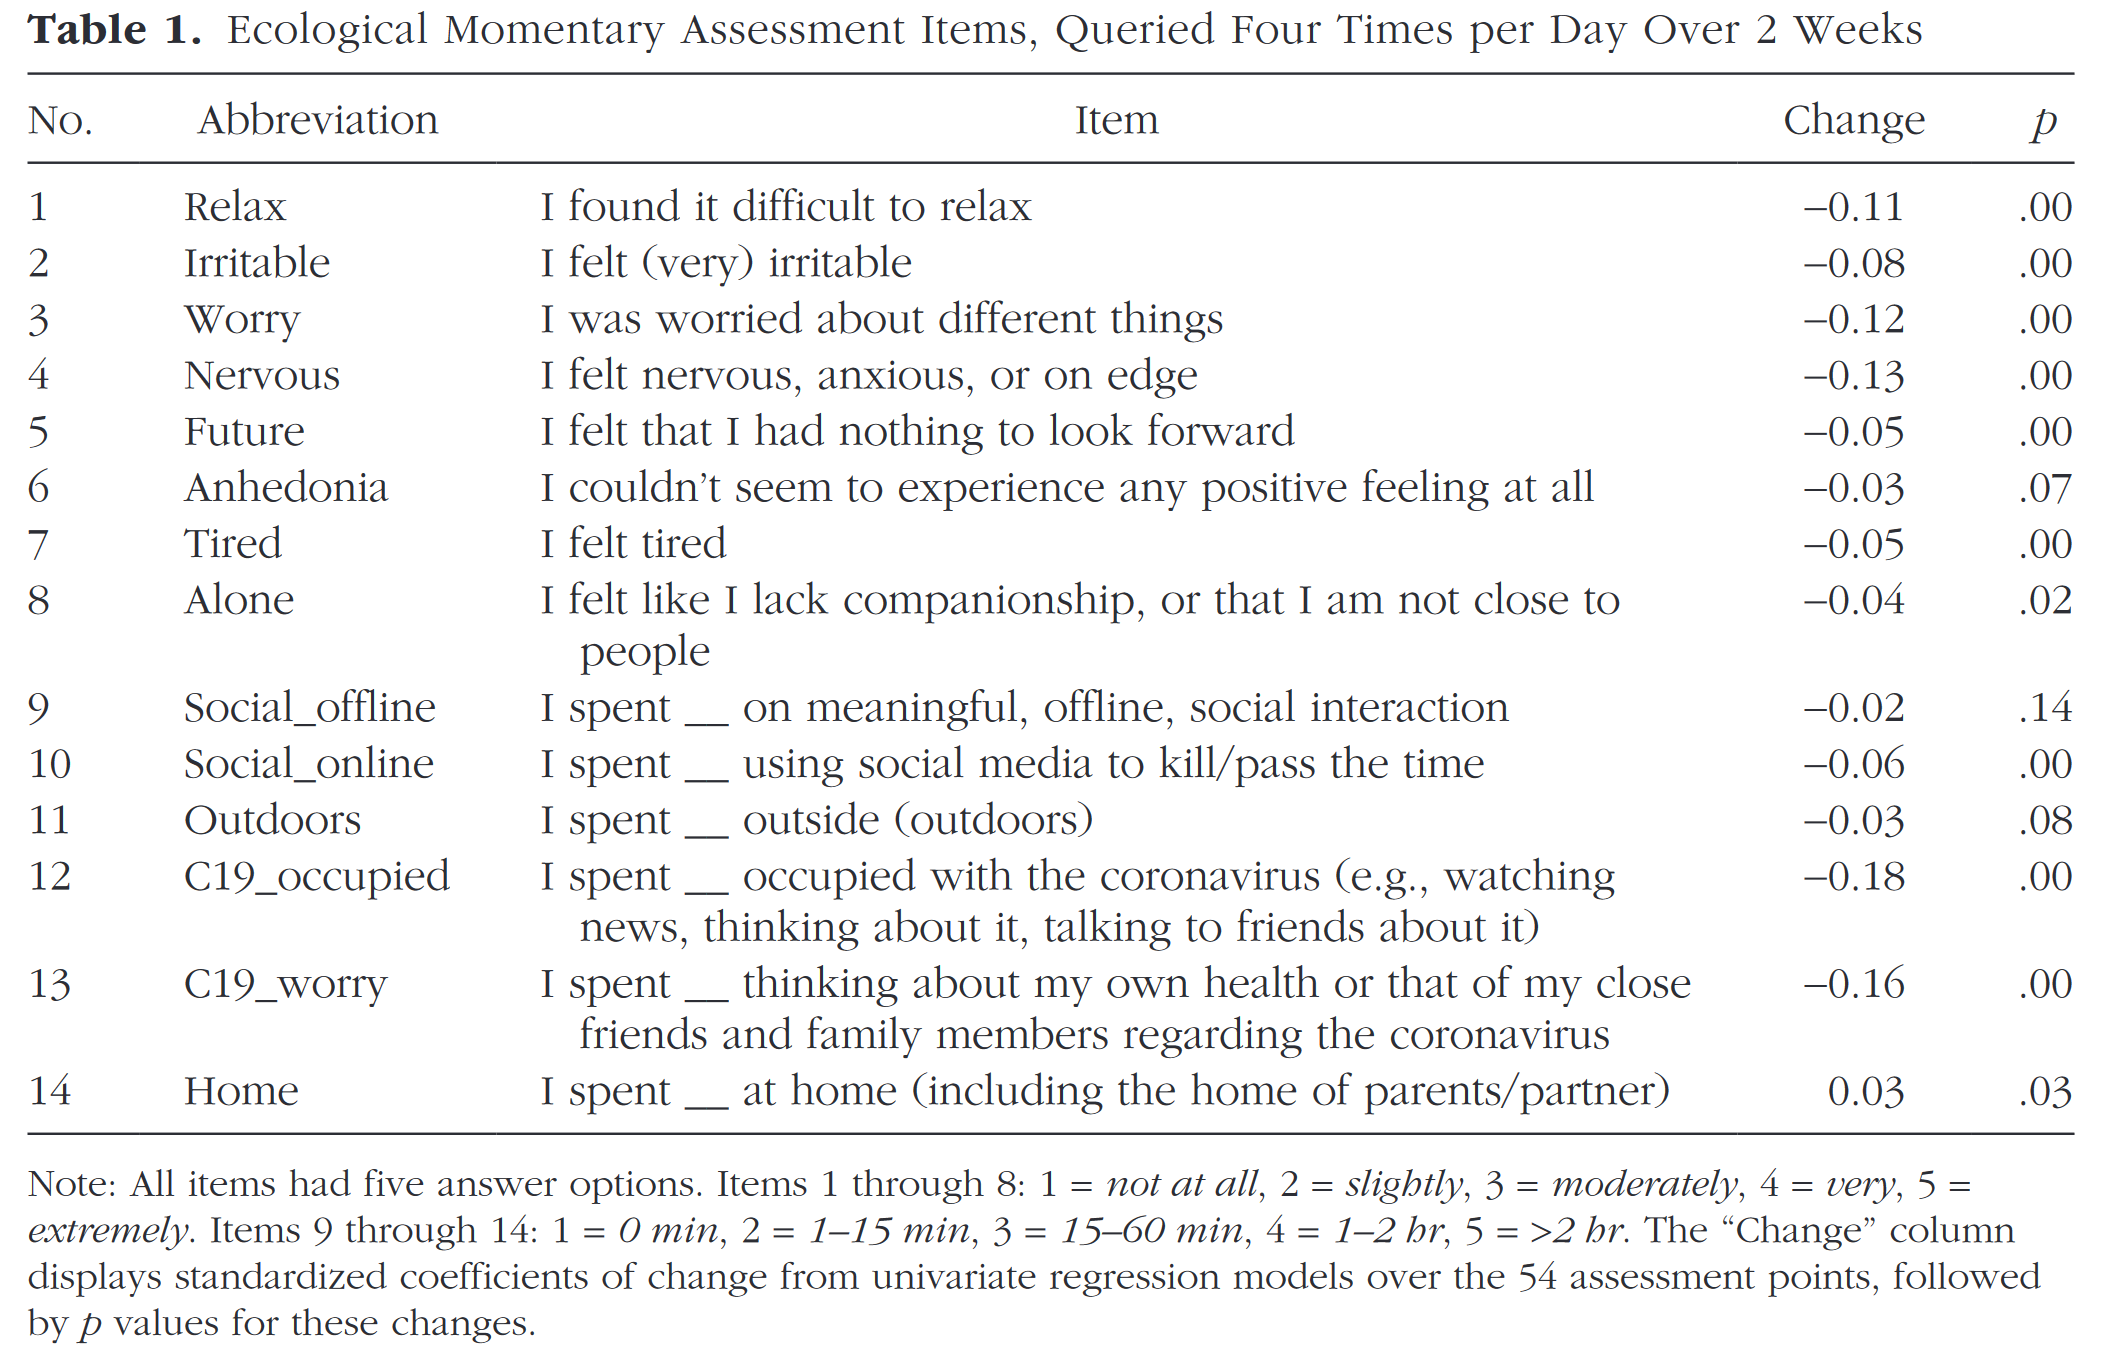 Table 1. Ecological Momentary Assessment Items, Queried Four Times per Day Over 2 Weeks
No. Abbreviation Item Change p
1 Relax I found it difficult to relax –0.11 .00
2 Irritable I felt (very) irritable –0.08 .00
3 Worry I was worried about different things –0.12 .00
4 Nervous I felt nervous, anxious, or on edge –0.13 .00
5 Future I felt that I had nothing to look forward –0.05 .00
6 Anhedonia I couldn’t seem to experience any positive feeling at all –0.03 .07
7 Tired I felt tired –0.05 .00
8 Alone I felt like I lack companionship, or that I am not close to –0.04 .02
people
9 Social_offline I spent __ on meaningful, offline, social interaction –0.02 .14
10 Social_online I spent __ using social media to kill/pass the time –0.06 .00
11 Outdoors I spent __ outside (outdoors) –0.03 .08
12 C19_occupied I spent __ occupied with the coronavirus (e.g., watching –0.18 .00
news, thinking about it, talking to friends about it)
13 C19_worry I spent __ thinking about my own health or that of my close –0.16 .00
friends and family members regarding the coronavirus
14 Home I spent __ at home (including the home of parents/partner) 0.03 .03
Note: All items had five answer options. Items 1 through 8: 1 = not at all, 2 = slightly, 3 = moderately, 4 = very, 5 =
extremely. Items 9 through 14: 1 = 0 min, 2 = 1–15 min, 3 = 15–60 min, 4 = 1–2 hr, 5 = >2 hr. The “Change” column
displays standardized coefficients of change from univariate regression models over the 54 assessment points, followed
by p values for these changes.